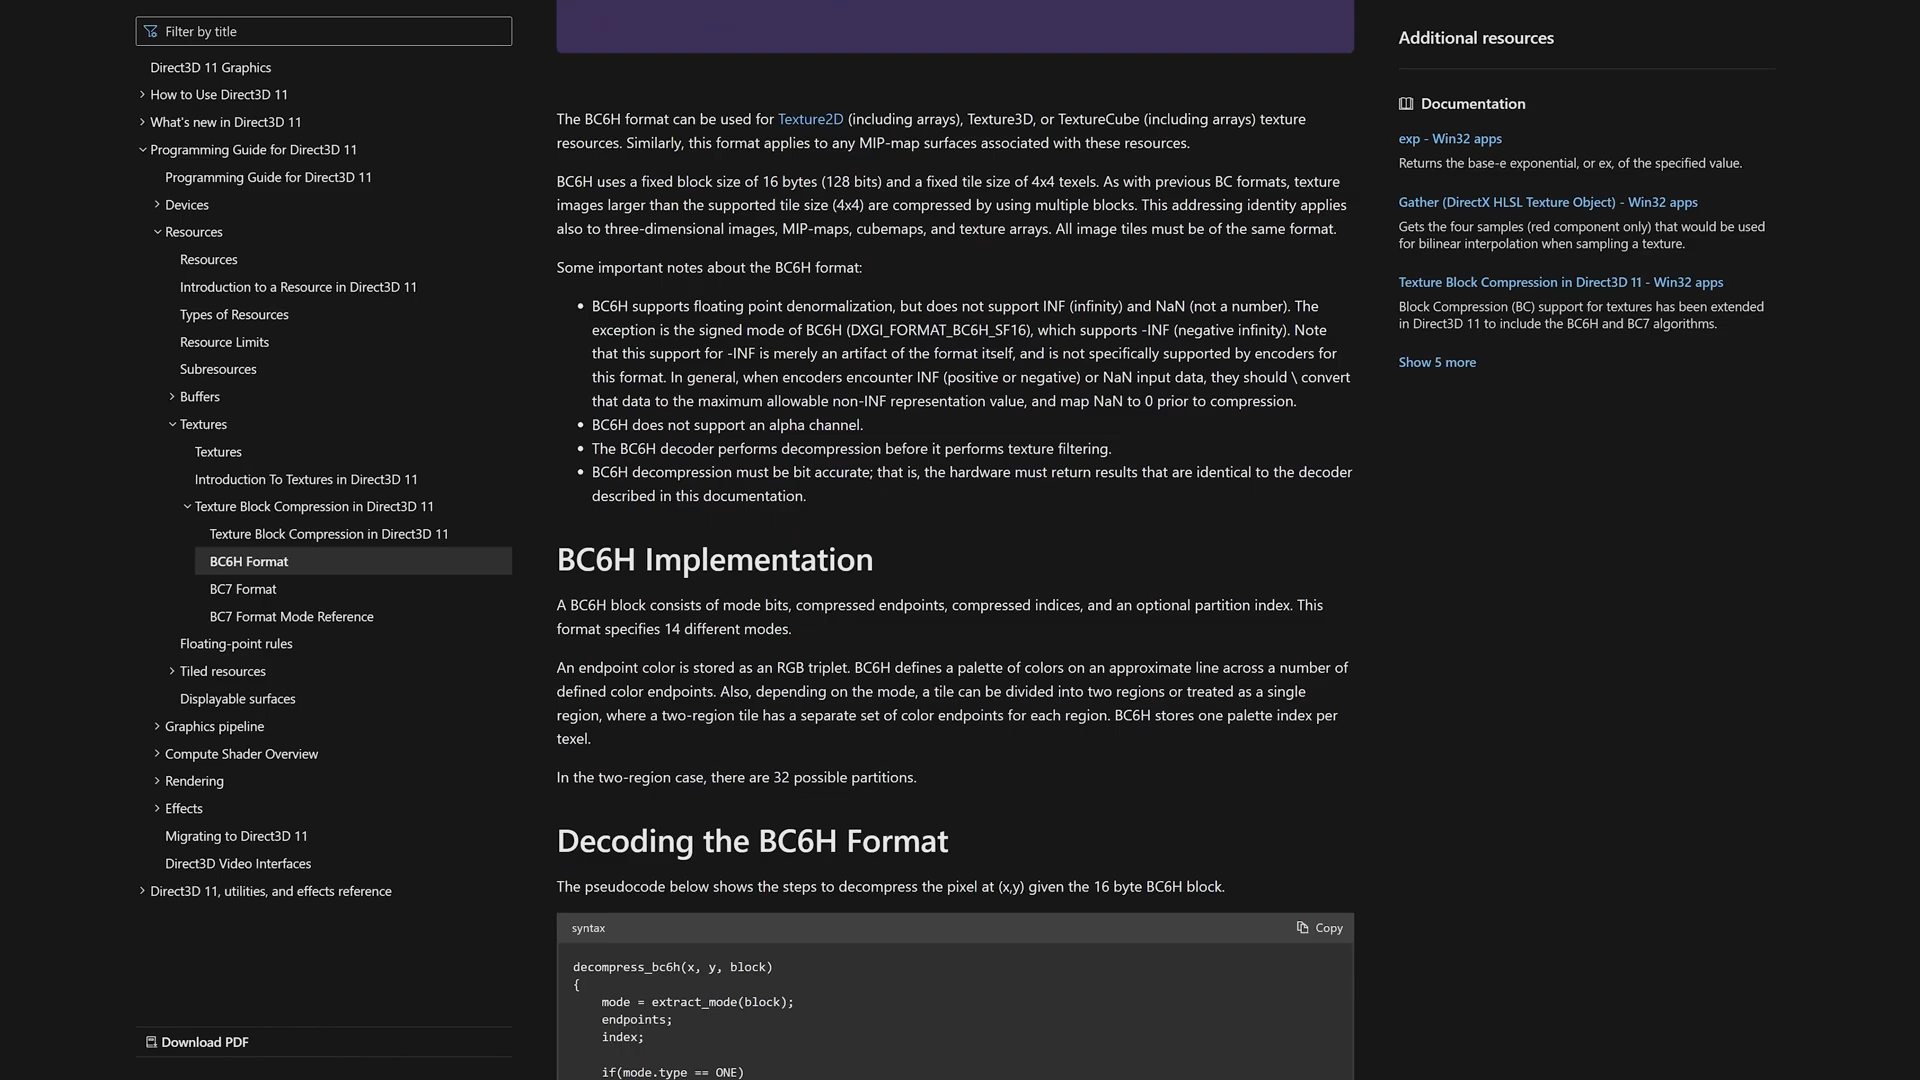 Filter by title
Direct3D 11 Graphics
How to Use Direct3D 11
What's new in Direct3D 11
Programming Guide for Direct3D 11
Programming Guide for Direct3D 11
Devices
Resources
Resources
Introduction to a Resource in Direct3D 11
Types of Resources
Resource Limits
Subresources
Buffers
Textures
Textures
Introduction To Textures in Direct3D 11
Texture Block Compression in Direct3D 11
Texture Block Compression in Direct3D 11
BC6H Format
BC7 Format
BC7 Format Mode Reference
Floating-point rules
Tiled resources
Displayable surfaces
Graphics pipeline
Compute Shader Overview
Rendering
Effects
Migrating to Direct3D 11
Direct3D Video Interfaces
Direct3D 11, utilities, and effects reference
Download PDF
The BC6H format can be used for Texture2D (including arrays), Texture3D, or TextureCube (including arrays) texture
resources. Similarly, this format applies to any MIP-map surfaces associated with these resources.
BC6H uses a fixed block size of 16 bytes (128 bits) and a fixed tile size of 4x4 texels. As with previous BC formats, texture
images larger than the supported tile size (4x4) are compressed by using multiple blocks. This addressing identity applies
also to three-dimensional images, MIP-maps, cubemaps, and texture arrays. All image tiles must be of the same format.
Some important notes about the BC6H format:
• BC6H supports floating point denormalization, but does not support INF (infinity) and NaN (not a number). The
exception is the signed mode of BC6H (DXGI_FORMAT_BC6H_SF16), which supports -INF (negative infinity). Note
that this support for -INF is merely an artifact of the format itself, and is not specifically supported by encoders for
this format. In general, when encoders encounter INF (positive or negative) or NaN input data, they should \ convert
that data to the maximum allowable non-INF representation value, and map NaN to 0 prior to compression.
• BC6H does not support an alpha channel.
• The BC6H decoder performs decompression before it performs texture filtering.
• BC6H decompression must be bit accurate; that is, the hardware must return results that are identical to the decoder
described in this documentation.
BC6H Implementation
A BC6H block consists of mode bits, compressed endpoints, compressed indices, and an optional partition index. This
format specifies 14 different modes.
An endpoint color is stored as an RGB triplet. BC6H defines a palette of colors on an approximate line across a number of
defined color endpoints. Also, depending on the mode, a tile can be divided into two regions or treated as a single
region, where a two-region tile has a separate set of color endpoints for each region. BC6H stores one palette index per
texel.
In the two-region case, there are 32 possible partitions.
Decoding the BC6H Format
The pseudocode below shows the steps to decompress the pixel at (x,y) given the 16 byte BC6H block.
syntax
Copy
decompress_bc6h(x, y, block)
{
mode = extract_mode(block);
endpoints;
index;
if(mode.type == ONE)
Additional resources
Documentation
exp - Win32 apps
Returns the base-e exponential, or ex, of the specified value.
Gather (DirectX HLSL Texture Object) - Win32 apps
Gets the four samples (red component only) that would be used
for bilinear interpolation when sampling a texture.
Texture Block Compression in Direct3D 11 - Win32 apps
Block Compression (BC) support for textures has been extended
in Direct3D 11 to include the BC6H and BC7 algorithms.
Show 5 more